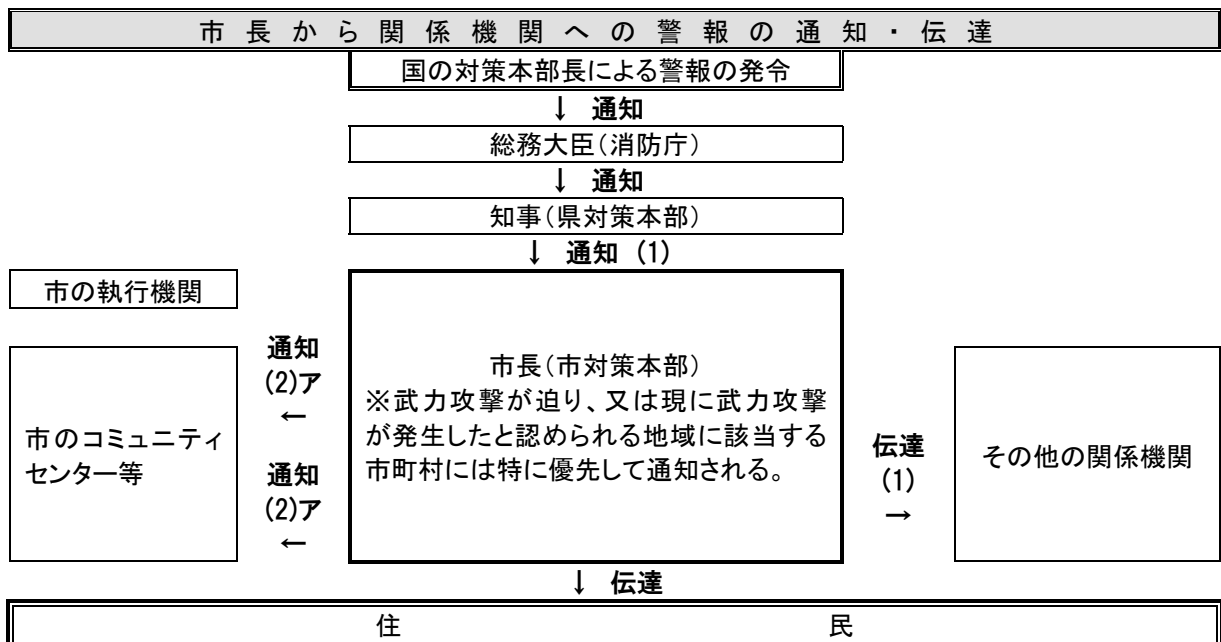 市長から関係機関への警報の通知・伝達
国の対策本部長による警報の発令
↓ 通知
総務大臣(消防庁)
↓ 通知
知事(県対策本部)
↓ 通知 (1)
市の執行機関
通知
(2)ア
←
市のコミュニティ
センター等
通知
(2)ア
←
市長(市対策本部)
※武力攻撃が迫り、又は現に武力攻撃
が発生したと認められる地域に該当する
市町村には特に優先して通知される。
伝達
(1)
→
その他の関係機関
↓ 伝達
住民